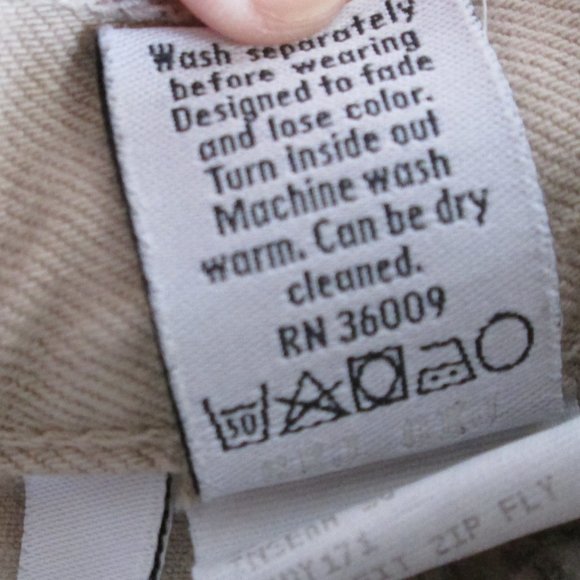 Wash separately
before wearing
Designed to fade
and lose color.
Turn inside out
Machine wash
warm. Can be dry
cleaned.
RN 36009
50
ZIP FLY